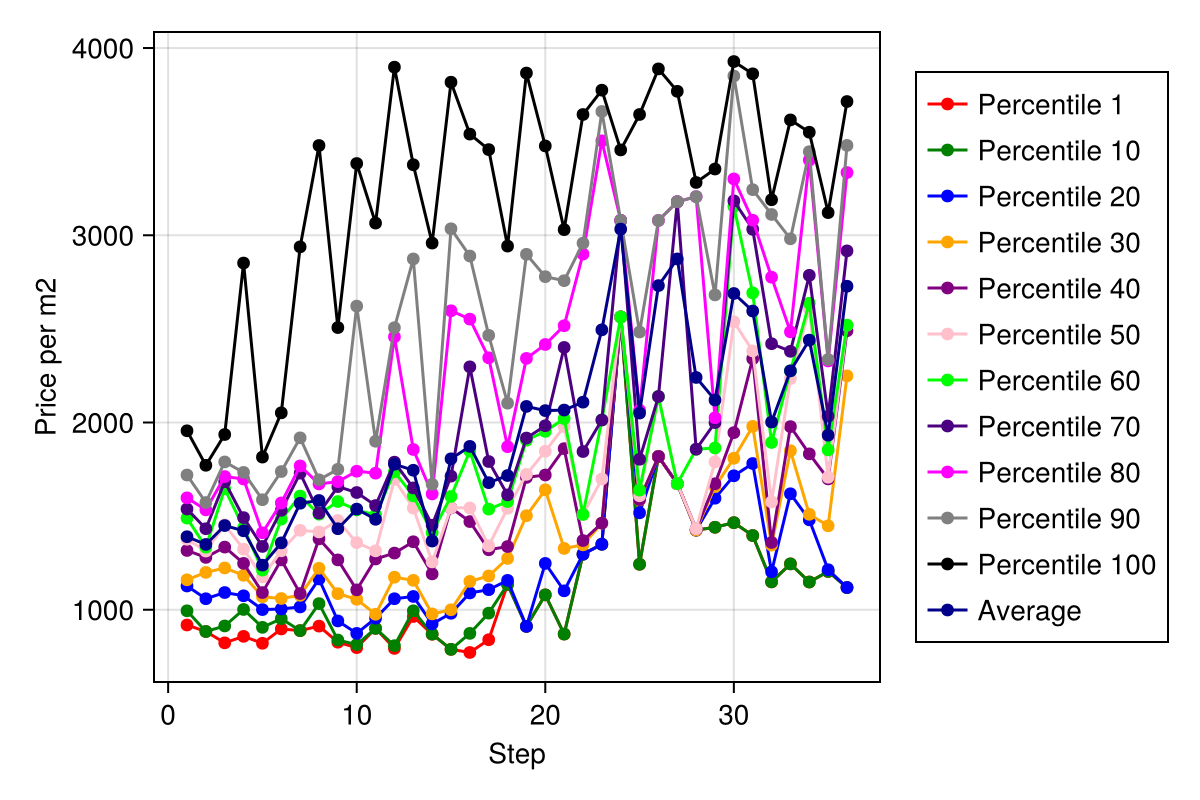 4000
3000
2000
1000
Price per m2
0 10 20 30
Step
Percentile 1
Percentile 10
Percentile 20
Percentile 30
Percentile 40
Percentile 50
Percentile 60
Percentile 70
Percentile 80
Percentile 90
Percentile 100
Average